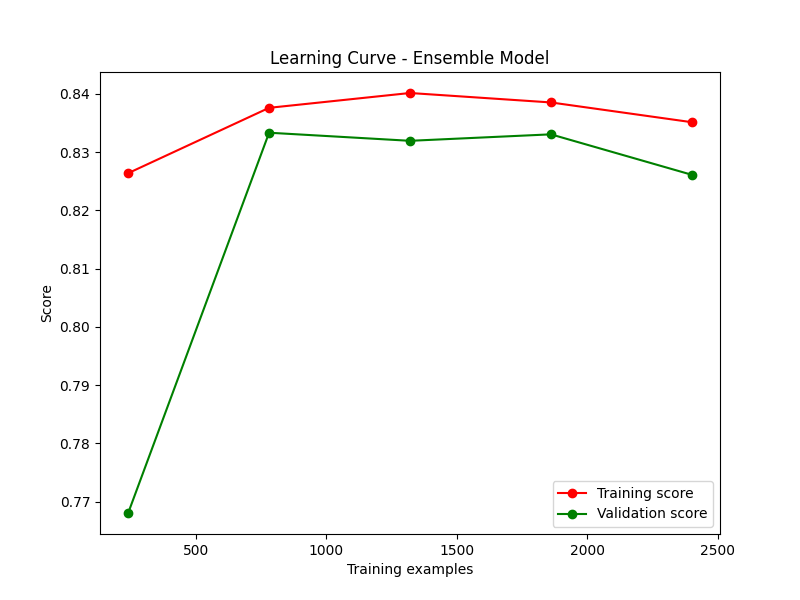 Learning Curve - Ensemble Model
0.84
0.83
0.82
0.81
0.80
0.79
0.78
0.77
Score
500
1000
1500
2000
2500
Training examples
Training score
Validation score